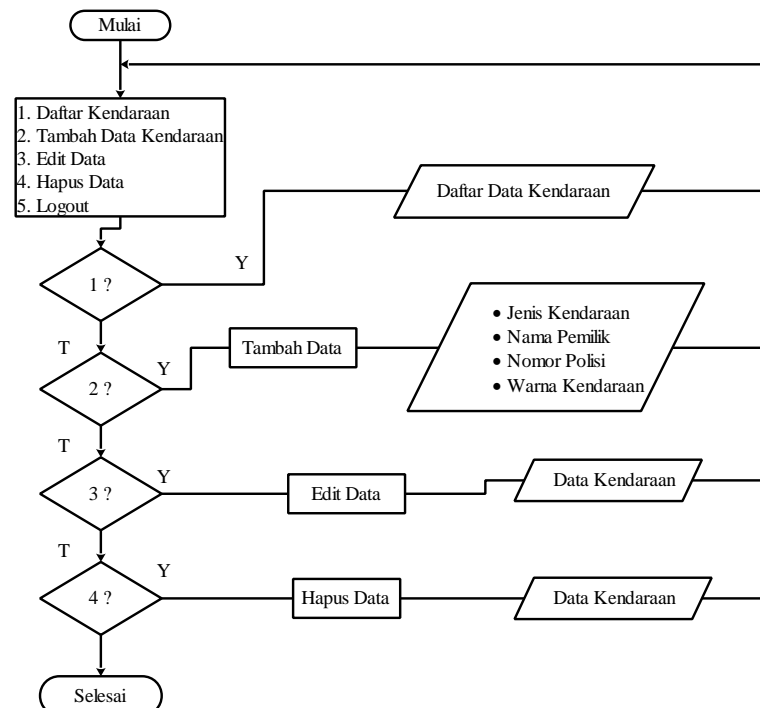 Mulai
1. Daftar Kendaraan
2. Tambah Data Kendaraan
3. Edit Data
4. Hapus Data
5. Logout
Daftar Data Kendaraan
Y
1 ?
• Jenis Kendaraan
• Nama Pemilik
• Nomor Polisi
• Warna Kendaraan
T
Y
Tambah Data
2 ?
T
Y
3 ?
Edit Data
Data Kendaraan
T
Y
4 ?
Hapus Data
Data Kendaraan
Selesai